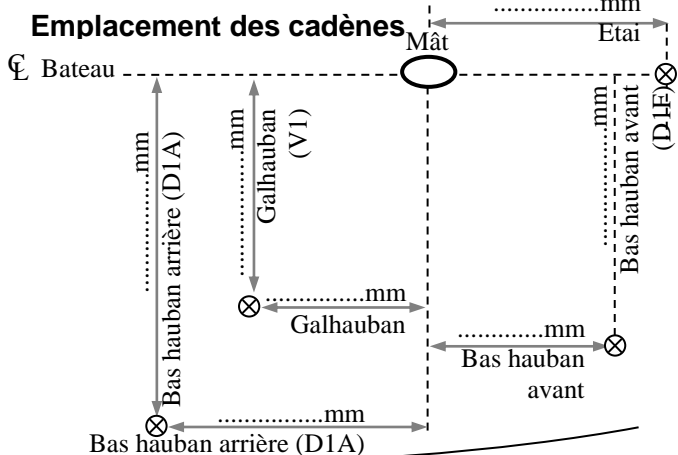 Emplacement des cadènes
...............mm
Etai
Mât
℄ Bateau
...............mm
Bas hauban arrière (D1A)
...............mm
Galhauban
(V1)
...............mm
Bas hauban avant
(D1F)
...............mm
Galhauban
.............mm
Bas hauban
avant
................mm
Bas hauban arrière (D1A)